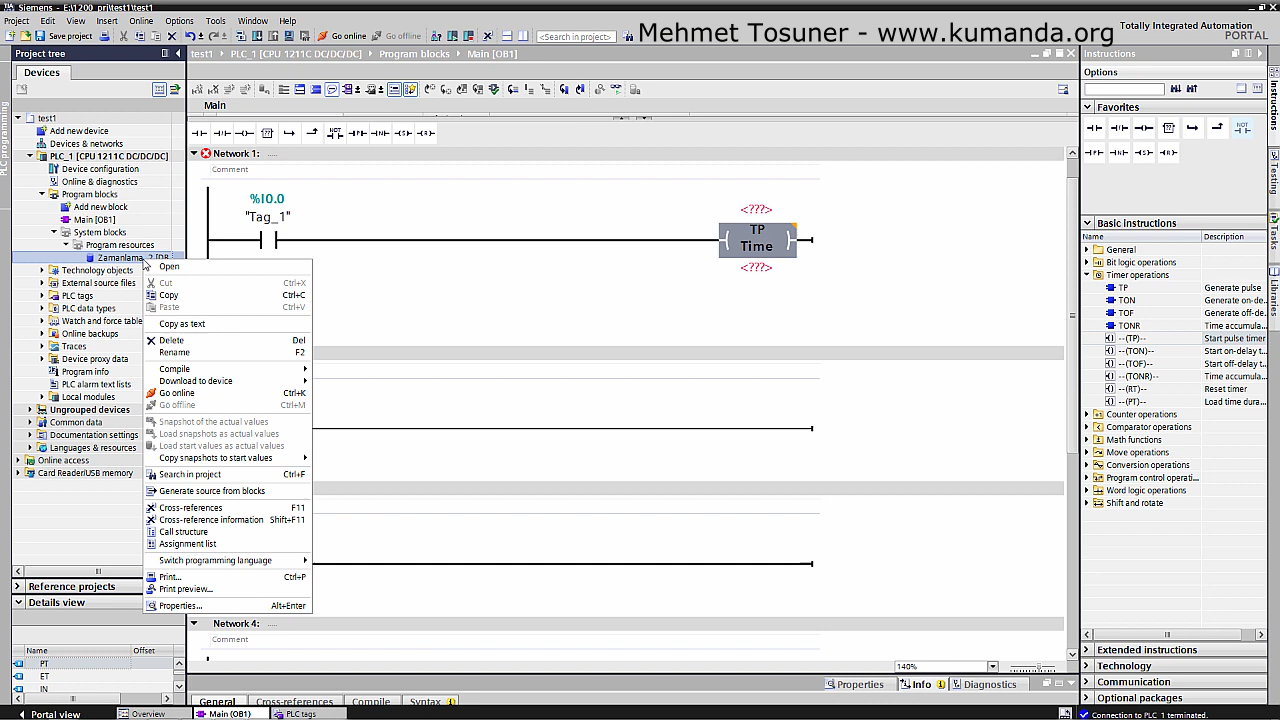 Siemens - E:\1200_prj\test1\test1
Mehmet Tosuner - www.kumanda.org
Project Edit View Insert Online Options Tools Window Help
Save project
Go online
Go offline
<Search in project>
Totally Integrated Automation
PORTAL
Project tree
test1 PLC_1 [CPU 1211C DC/DC/DC] Program blocks Main [OB1]
Instructions
Devices
Options
PLC programming
Main
test1
Add new device
Devices & networks
PLC_1 [CPU 1211C DC/DC/DC]
Device configuration
Online & diagnostics
Program blocks
Add new block
Main [OB1]
System blocks
Program resources
Zamanlama_2 [DB
Technology objects
External source files
PLC tags
PLC data types
Watch and force table
Online backups
Traces
Device proxy data
Program info
PLC alarm text lists
Local modules
Ungrouped devices
Common data
Documentation settings
Languages & resources
Online access
Card Reader/USB memory
Reference projects
Details view
Name Offset
PT
ET
IN
Open
Cut Ctrl+X
Copy Ctrl+C
Paste Ctrl+V
Copy as text
Delete Del
Rename F2
Compile
Download to device
Go online Ctrl+K
Go offline Ctrl+M
Snapshot of the actual values
Load snapshots as actual values
Load start values as actual values
Copy snapshots to start values
Search in project Ctrl+F
Generate source from blocks
Cross-references F11
Cross-reference information Shift+F11
Call structure
Assignment list
Switch programming language
Print... Ctrl+P
Print preview...
Properties... Alt+Enter
Network 1: .....
Comment
%I0.0
"Tag_1"
<???>
TP
Time
<???>
Network 4: .....
Comment
140%
Properties Info Diagnostics
General Cross-references Compile Syntax
Favorites
NOT
Basic instructions
Name Description
General
Bit logic operations
Timer operations
TP Generate pulse
TON Generate on-de
TOF Generate off-de
TONR Time accumula
--(TP)-- Start pulse timer
--(TON)-- Start on-delay t
--(TOF)-- Start off-delay t
--(TONR)-- Time accumula
--(RT)-- Reset timer
--(PT)-- Load time dura...
Counter operations
Comparator operations
Math functions
Move operations
Conversion operations
Program control operati...
Word logic operations
Shift and rotate
Extended instructions
Technology
Communication
Optional packages
Instructions
Testing
Tasks
Libraries
Portal view Overview Main (OB1) PLC tags
Connection to PLC_1 terminated.